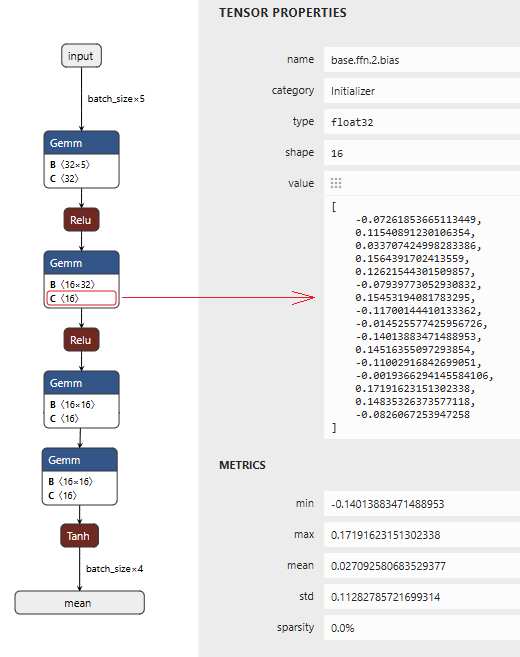 input
batch_size×5
Gemm
B ⟨32×5⟩
C ⟨32⟩
Relu
Gemm
B ⟨16×32⟩
C ⟨16⟩
Relu
Gemm
B ⟨16×16⟩
C ⟨16⟩
Gemm
B ⟨16×16⟩
C ⟨16⟩
Tanh
batch_size×4
mean
TENSOR PROPERTIES
name base.ffn.2.bias
category Initializer
type float32
shape 16
value
[
-0.07261853665113449,
0.11540891230106354,
0.033707424998283386,
0.1564391702413559,
0.12621544301509857,
-0.07939773052930832,
0.15453194081783295,
-0.11700144410133362,
-0.014525577425956726,
-0.14013883471488953,
0.14516355097293854,
-0.11002916842699051,
-0.0019366294145584106,
0.17191623151302338,
0.14835326373577118,
-0.0826067253947258
]
METRICS
min -0.14013883471488953
max 0.17191623151302338
mean 0.027092580683529377
std 0.11282785721699314
sparsity 0.0%